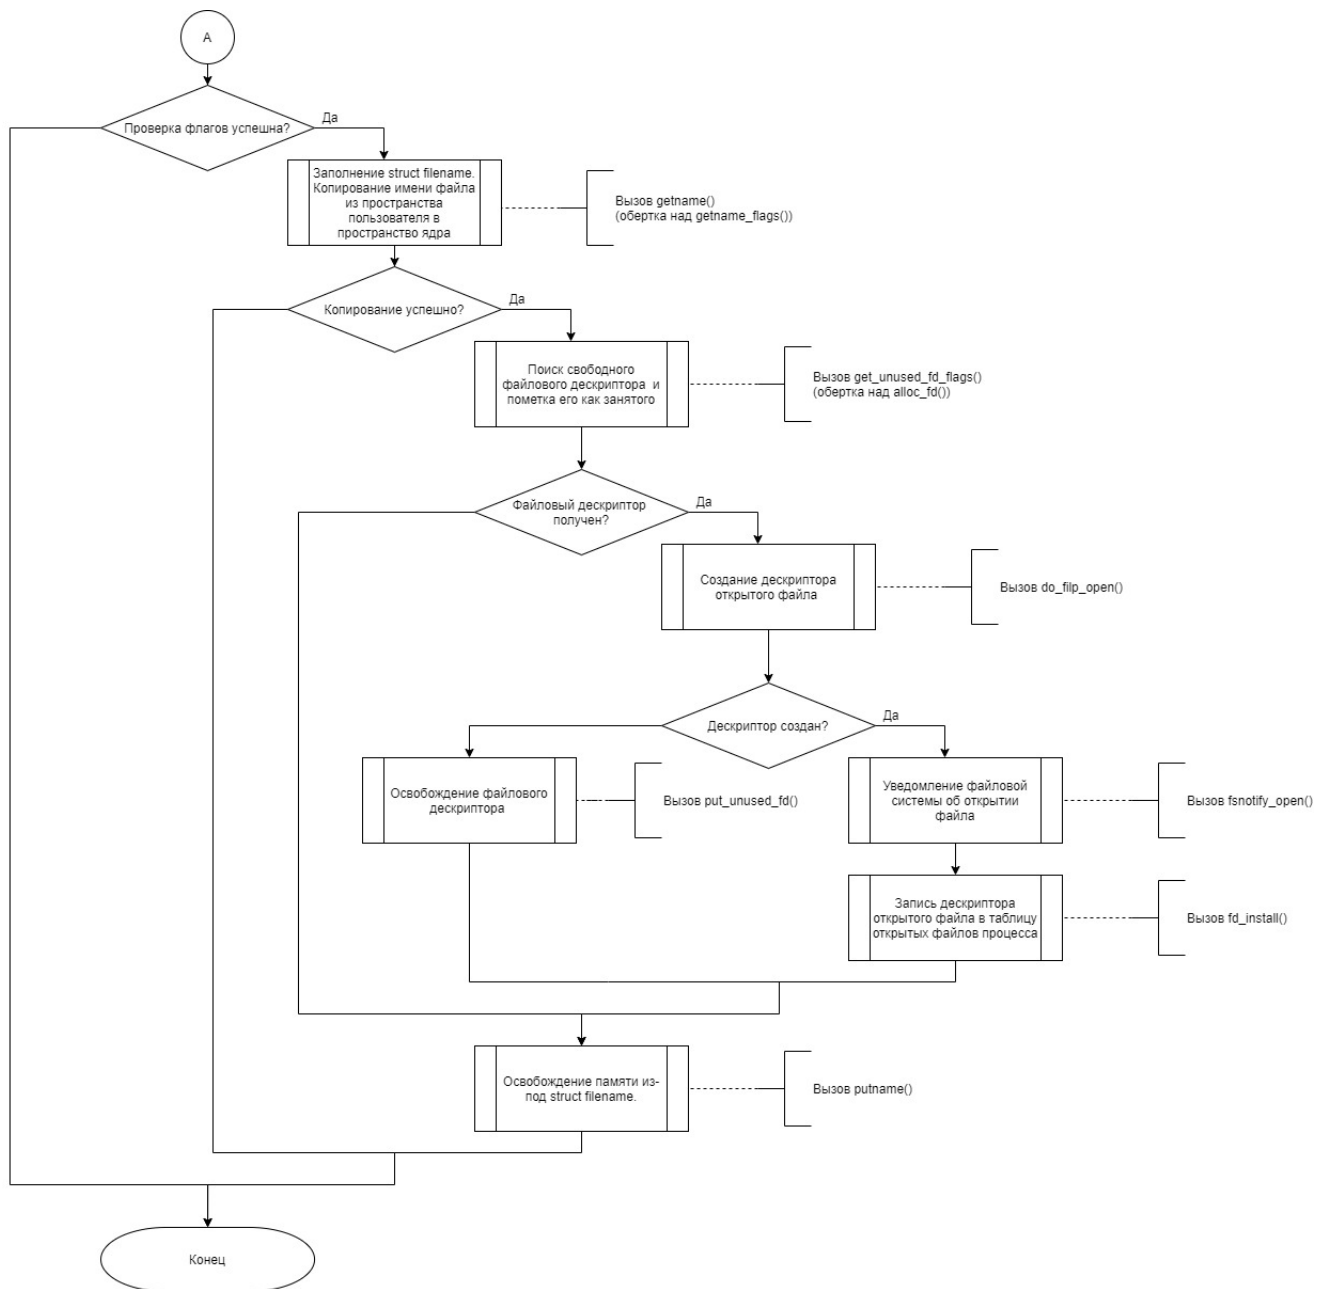 A
Проверка флагов успешна?
Да
Заполнение struct filename.
Копирование имени файла
из пространства
пользователя в
пространство ядра
Вызов getname()
(обертка над getname_flags())
Копирование успешно?
Да
Поиск свободного
файлового дескриптора и
пометка его как занятого
Вызов get_unused_fd_flags()
(обертка над alloc_fd())
Файловый дескриптор
получен?
Да
Создание дескриптора
открытого файла
Вызов do_filp_open()
Дескриптор создан?
Да
Освобождение файлового
дескриптора
Вызов put_unused_fd()
Уведомление файловой
системы об открытии
файла
Вызов fsnotify_open()
Запись дескриптора
открытого файла в таблицу
открытых файлов процесса
Вызов fd_install()
Освобождение памяти из-
под struct filename.
Вызов putname()
Конец